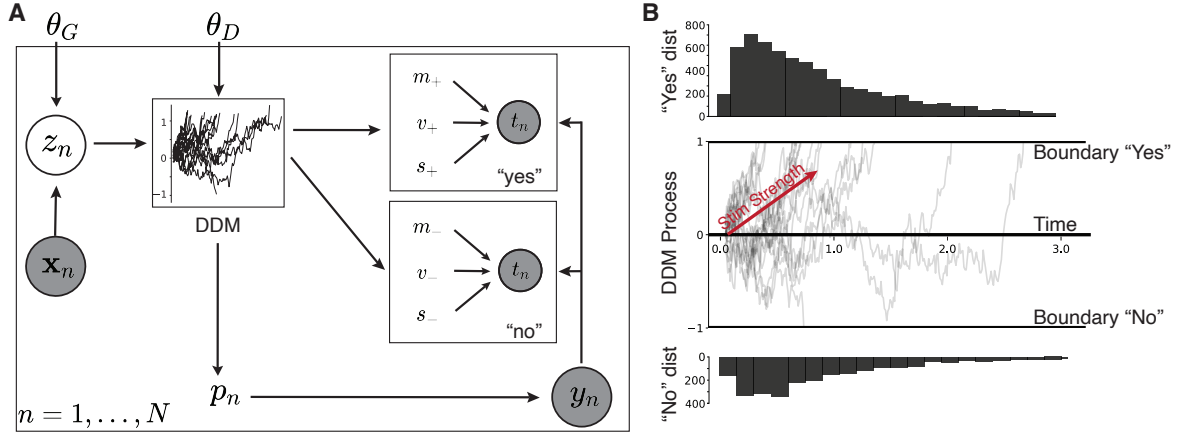 A
θ_G
θ_D
z_n
x_n
1
0
−1
DDM
m_+
v_+
s_+
t_n
“yes”
m_−
v_−
s_−
t_n
“no”
p_n
y_n
n = 1, . . . , N
B
“Yes” dist
800
600
400
200
0
DDM Process
1
0
−1
Stim Strength
Boundary “Yes”
Time
0.0 1.0 2.0 3.0
Boundary “No”
“No” dist
0
200
400